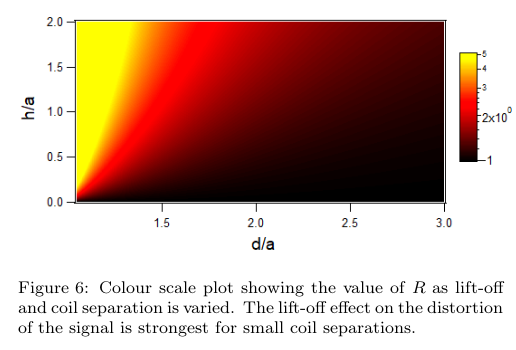 2.0
1.5
1.0
0.5
0.0
h/a
1.5
2.0
2.5
3.0
d/a
5
4
3
2x10⁰
1
Figure 6: Colour scale plot showing the value of R as lift-off
and coil separation is varied. The lift-off effect on the distortion
of the signal is strongest for small coil separations.